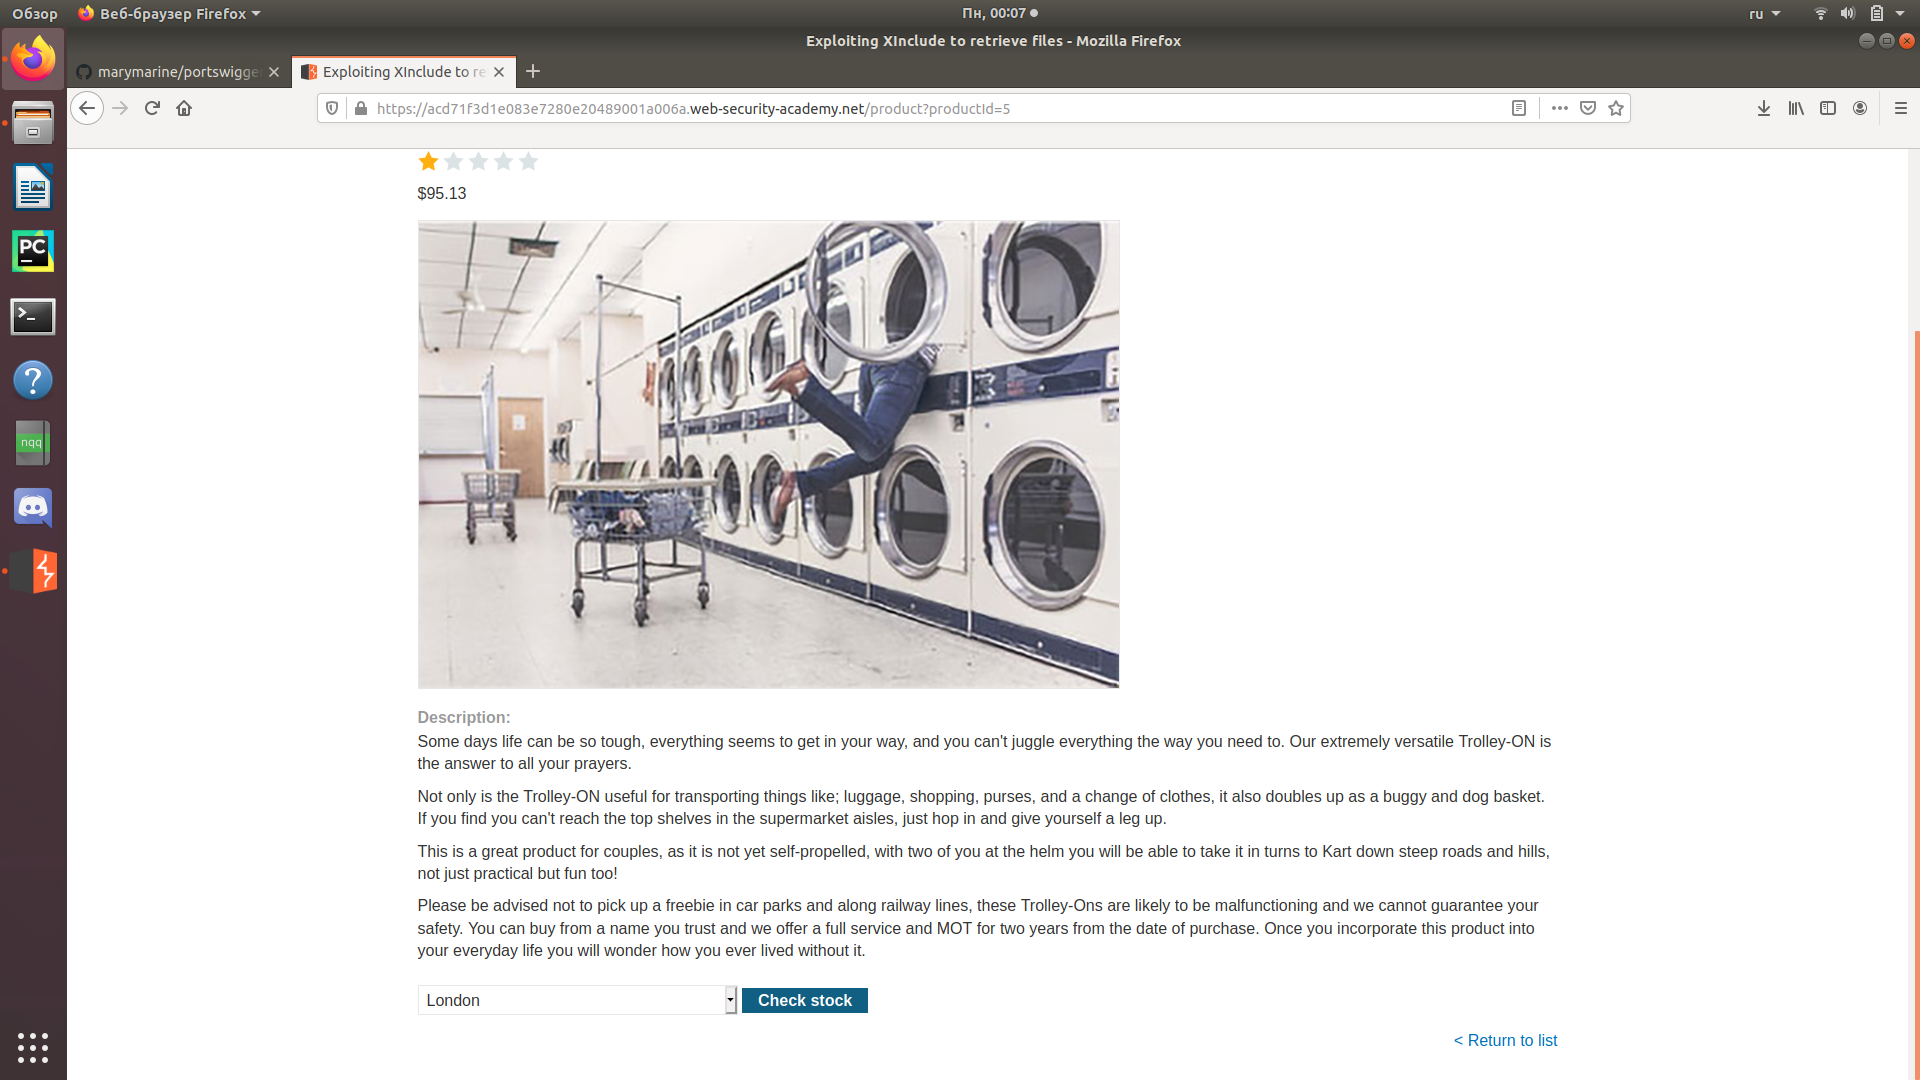 Обзор Веб-браузер Firefox Пн, 00:07 ru
Exploiting XInclude to retrieve files - Mozilla Firefox
marymarine/portswigge Exploiting XInclude to re
https://acd71f3d1e083e7280e20489001a006a.web-security-academy.net/product?productId=5
$95.13
PC
nqq
Description:
Some days life can be so tough, everything seems to get in your way, and you can't juggle everything the way you need to. Our extremely versatile Trolley-ON is
the answer to all your prayers.
Not only is the Trolley-ON useful for transporting things like; luggage, shopping, purses, and a change of clothes, it also doubles up as a buggy and dog basket.
If you find you can't reach the top shelves in the supermarket aisles, just hop in and give yourself a leg up.
This is a great product for couples, as it is not yet self-propelled, with two of you at the helm you will be able to take it in turns to Kart down steep roads and hills,
not just practical but fun too!
Please be advised not to pick up a freebie in car parks and along railway lines, these Trolley-Ons are likely to be malfunctioning and we cannot guarantee your
safety. You can buy from a name you trust and we offer a full service and MOT for two years from the date of purchase. Once you incorporate this product into
your everyday life you will wonder how you ever lived without it.
London Check stock
< Return to list